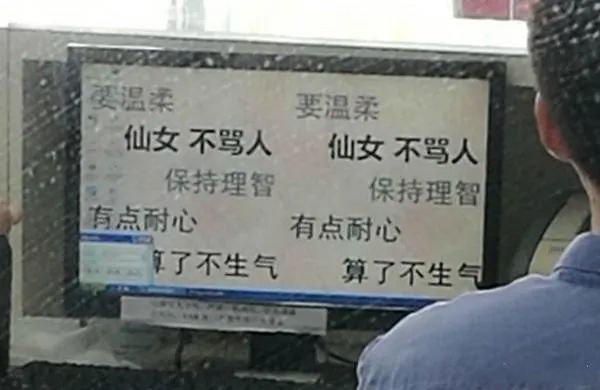 要温柔 要温柔
仙女 不骂人 仙女 不骂人
保持理智 保持理智
有点耐心 有点耐心
算了不生气 算了不生气